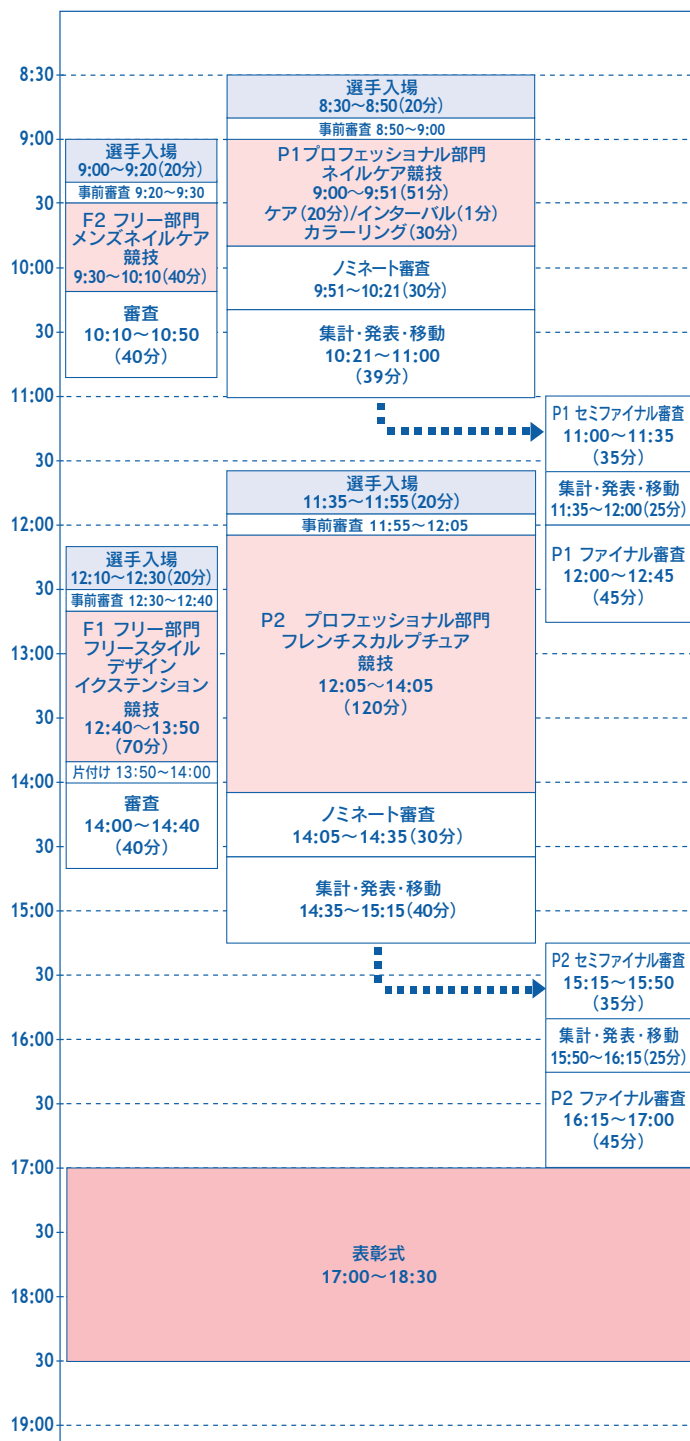 8:30
9:00
30
10:00
30
11:00
30
12:00
30
13:00
30
14:00
30
15:00
30
16:00
30
17:00
30
18:00
30
19:00
選手入場
9:00～9:20(20分)
事前審査 9:20～9:30
F2 フリー部門
メンズネイルケア
競技
9:30～10:10(40分)
審査
10:10～10:50
(40分)
選手入場
8:30～8:50(20分)
事前審査 8:50～9:00
P1プロフェッショナル部門
ネイルケア競技
9:00～9:51(51分)
ケア(20分)/インターバル(1分)
カラーリング(30分)
ノミネート審査
9:51～10:21(30分)
集計・発表・移動
10:21～11:00
(39分)
P1 セミファイナル審査
11:00～11:35
(35分)
集計・発表・移動
11:35～12:00(25分)
P1 ファイナル審査
12:00～12:45
(45分)
選手入場
12:10～12:30(20分)
事前審査 12:30～12:40
F1 フリー部門
フリースタイル
デザイン
イクステンション
競技
12:40～13:50
(70分)
片付け 13:50～14:00
審査
14:00～14:40
(40分)
選手入場
11:35～11:55(20分)
事前審査 11:55～12:05
P2　プロフェッショナル部門
フレンチスカルプチュア
競技
12:05～14:05
(120分)
ノミネート審査
14:05～14:35(30分)
集計・発表・移動
14:35～15:15(40分)
P2 セミファイナル審査
15:15～15:50
(35分)
集計・発表・移動
15:50～16:15(25分)
P2 ファイナル審査
16:15～17:00
(45分)
表彰式
17:00～18:30